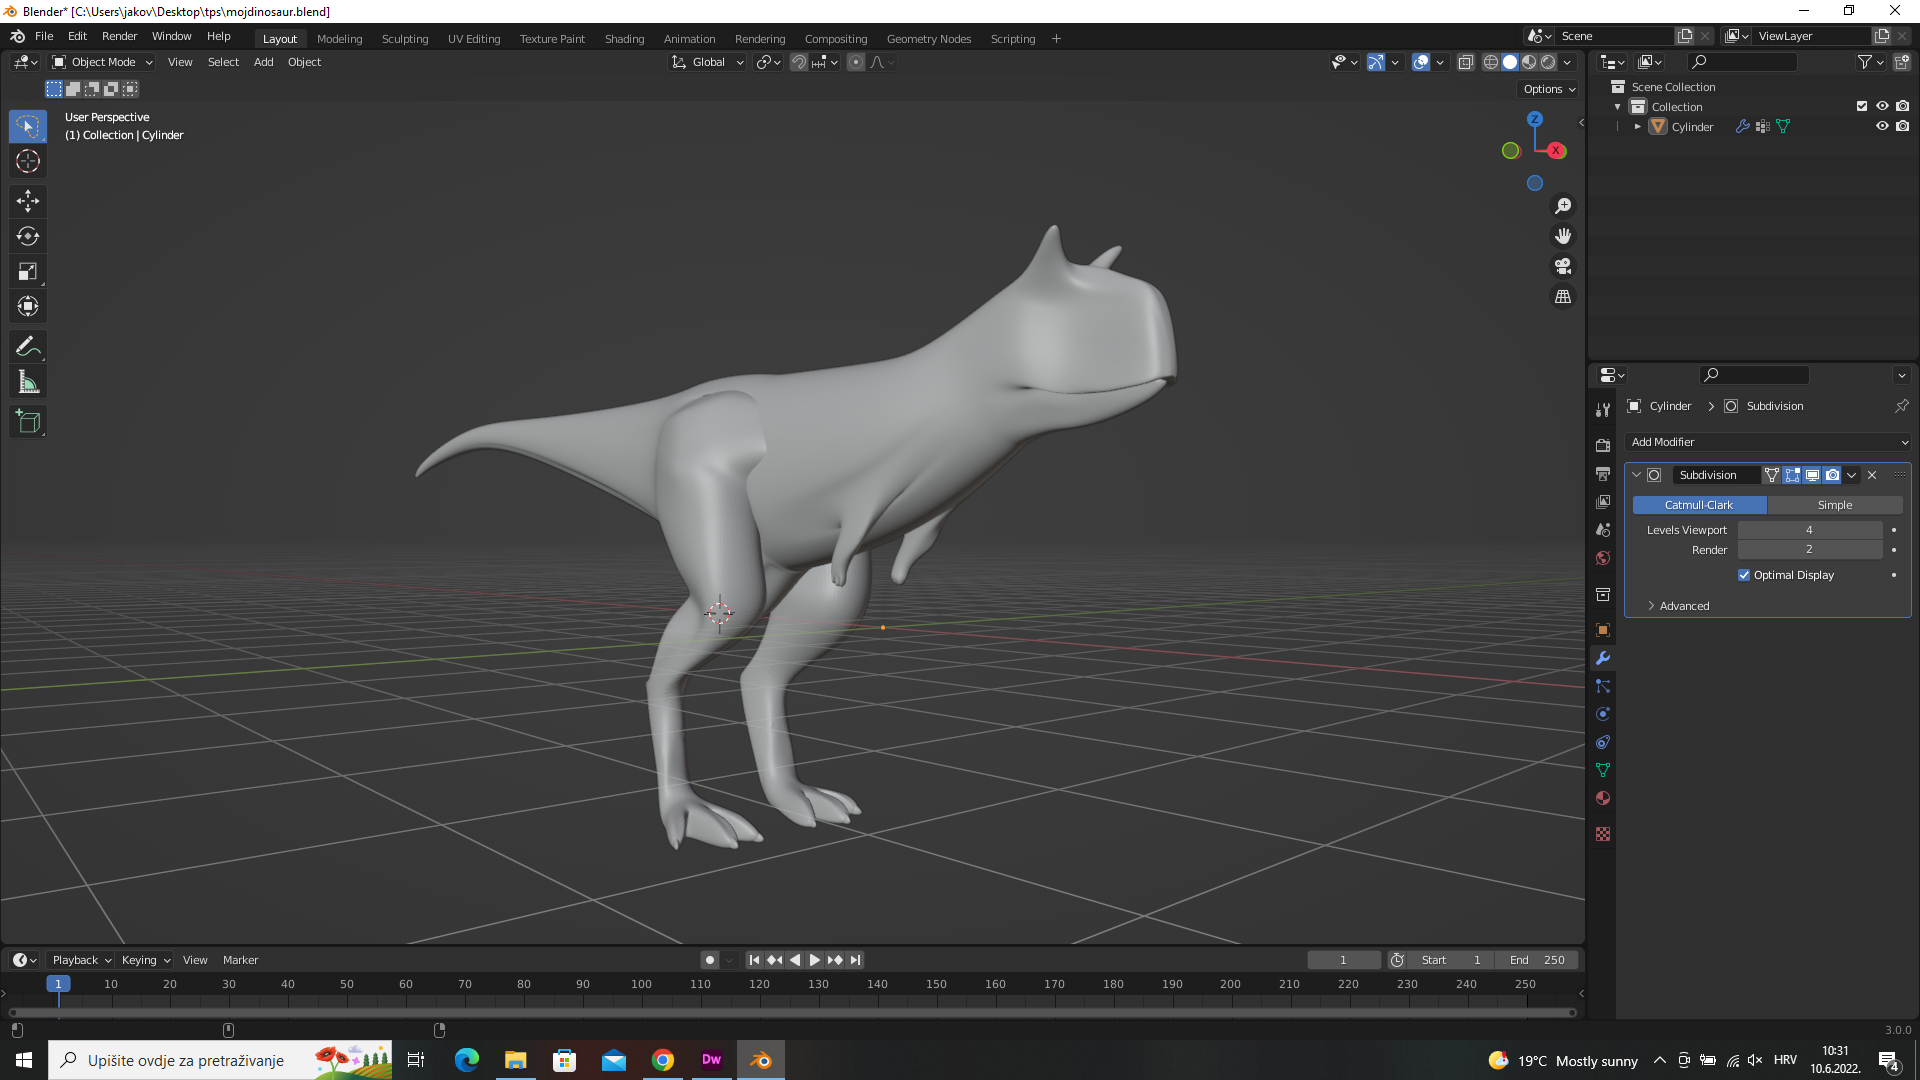 Blender* [C:\Users\jakov\Desktop\tps\mojdinosaur.blend]
File Edit Render Window Help Layout Modeling Sculpting UV Editing Texture Paint Shading Animation Rendering Compositing Geometry Nodes Scripting + Scene ViewLayer
Object Mode View Select Add Object Global
Options
User Perspective
(1) Collection | Cylinder
Z
X
Scene Collection
Collection
Cylinder
Cylinder > Subdivision
Add Modifier
Subdivision
Catmull-Clark Simple
Levels Viewport 4
Render 2
Optimal Display
Advanced
Playback Keying View Marker 1 Start 1 End 250
1 10 20 30 40 50 60 70 80 90 100 110 120 130 140 150 160 170 180 190 200 210 220 230 240 250
3.0.0
Upišite ovdje za pretraživanje
Dw
19°C Mostly sunny
HRV
10:31
10.6.2022.
4